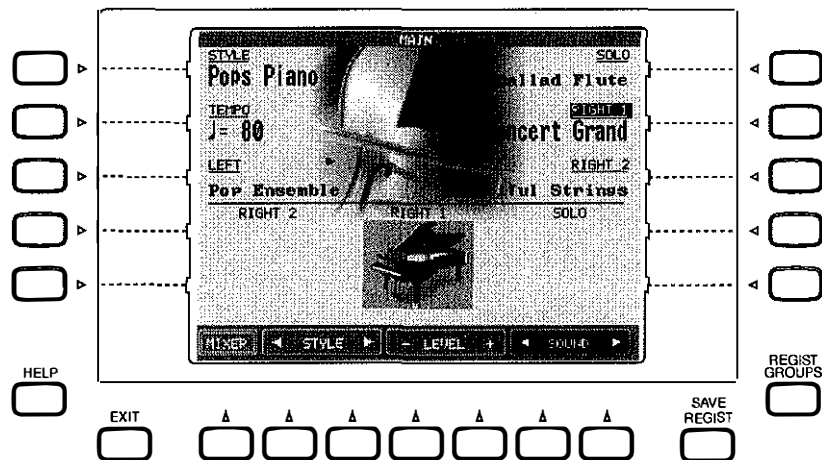 MAIN
STYLE SOLO
Pops Piano allad Flute
TEMPO RIGHT 1
♩= 80 ncert Grand
LEFT RIGHT 2
Pop Ensemble ful Strings
RIGHT 2 RIGHT 1 SOLO
MIXER ◄ STYLE ► - LEVEL + ◄ SOUND ►
HELP
REGIST
GROUPS
EXIT
SAVE
REGIST